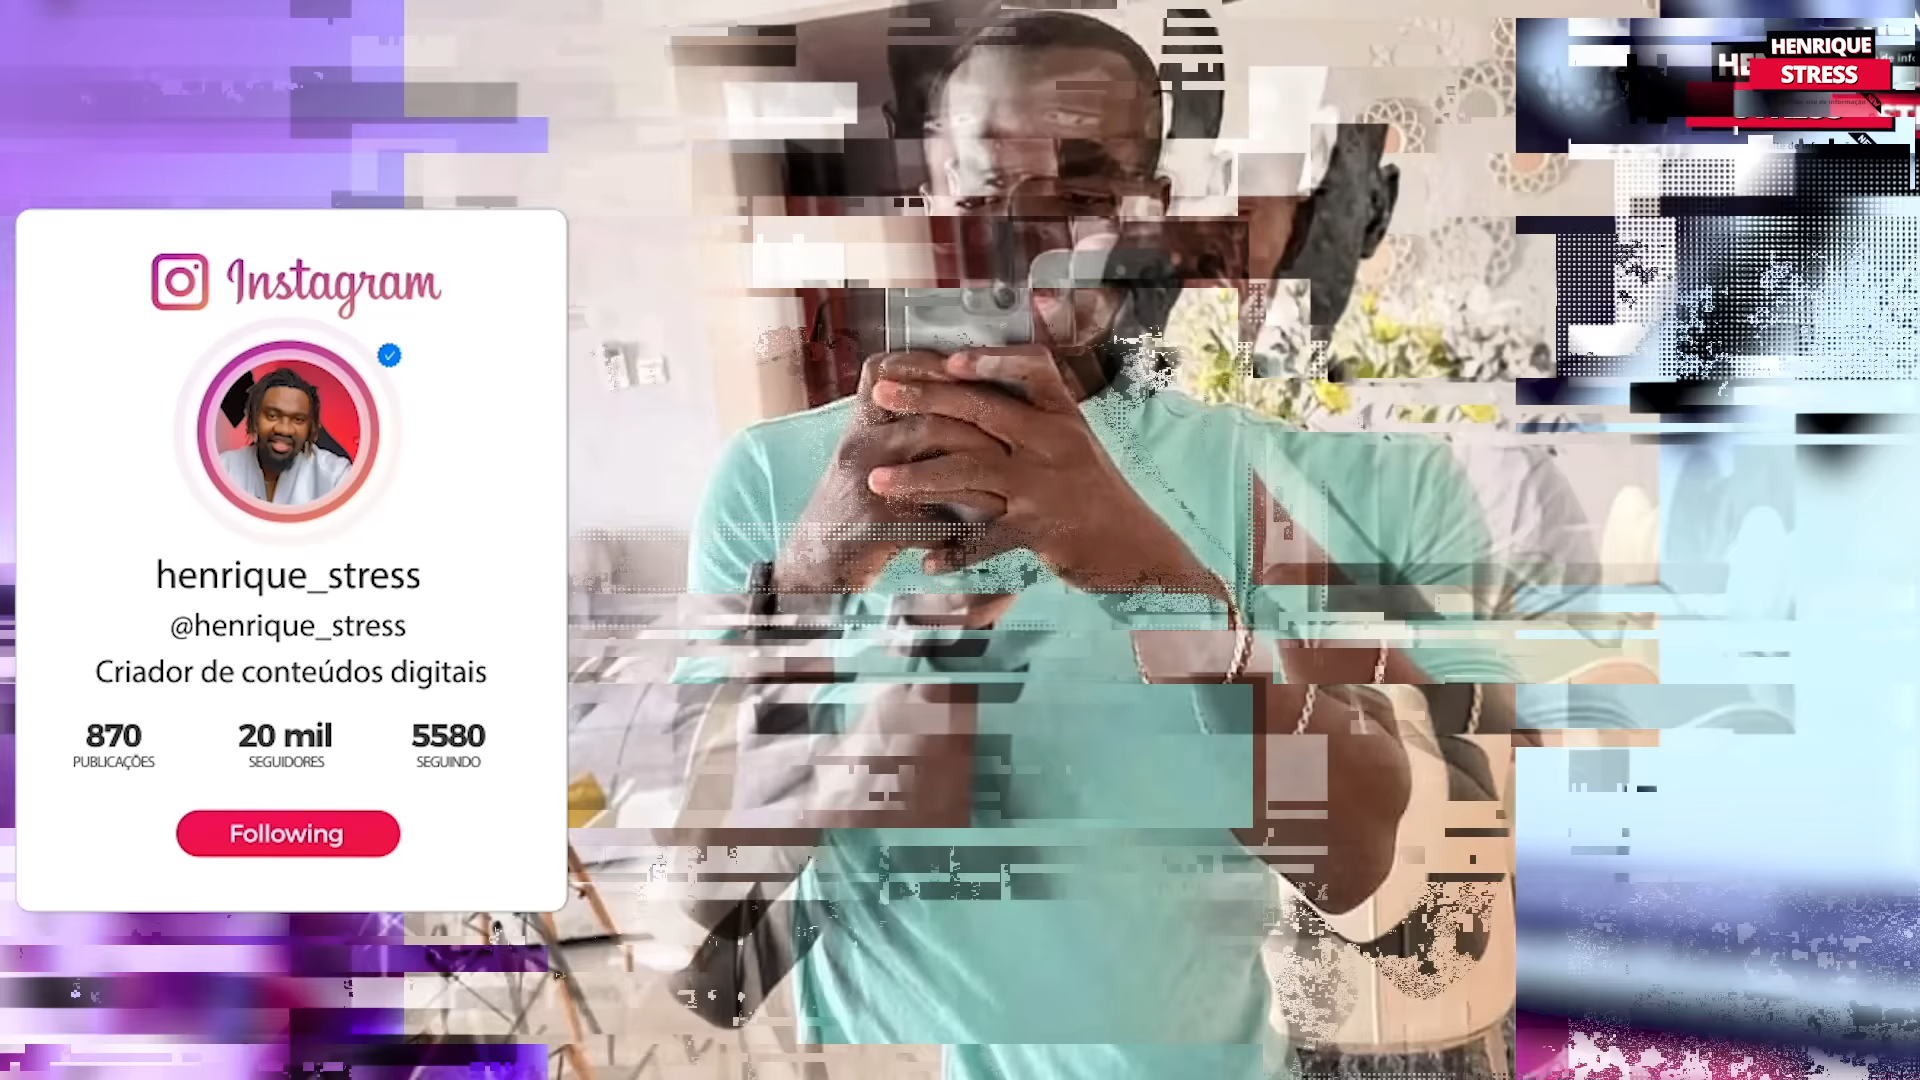 HENRIQUE
STRESS
Instagram
henrique_stress
@henrique_stress
Criador de conteúdos digitais
870
PUBLICAÇÕES
20 mil
SEGUIDORES
5580
SEGUINDO
Following